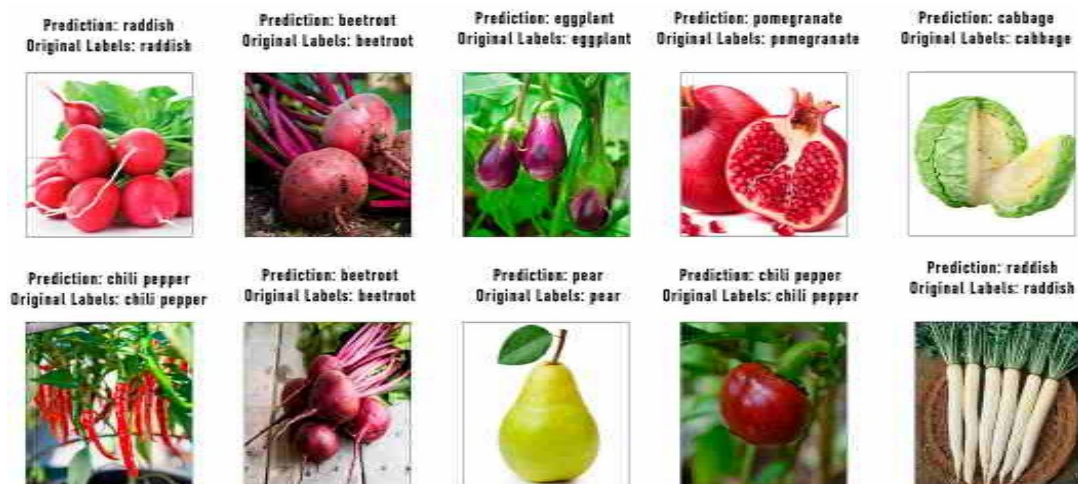 Prediction: raddish
Original Labels: raddish
Prediction: beetroot
Original Labels: beetroot
Prediction: eggplant
Original Labels: eggplant
Prediction: pomegranate
Original Labels: pomegranate
Prediction: cabbage
Original Labels: cabbage
Prediction: chili pepper
Original Labels: chili pepper
Prediction: beetroot
Original Labels: beetroot
Prediction: pear
Original Labels: pear
Prediction: chili pepper
Original Labels: chili pepper
Prediction: raddish
Original Labels: raddish